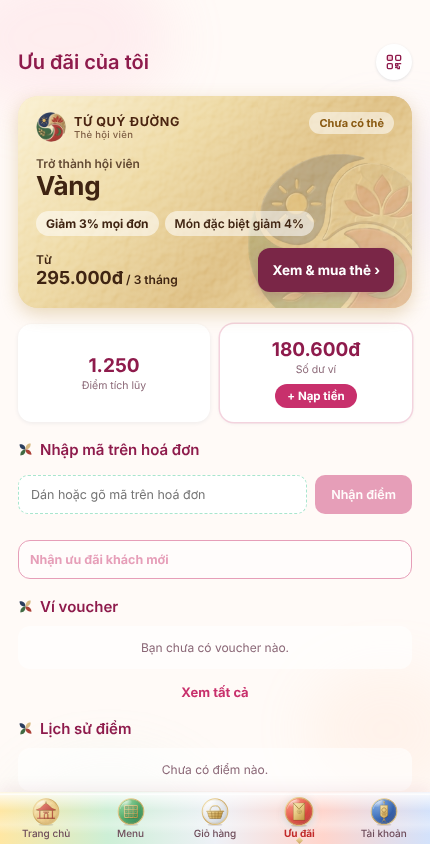 Ưu đãi của tôi
TỨ QUÝ ĐƯỜNG
Thẻ hội viên
Chưa có thẻ
Trở thành hội viên
Vàng
Giảm 3% mọi đơn
Món đặc biệt giảm 4%
Từ
295.000đ / 3 tháng
Xem & mua thẻ ›
1.250
Điểm tích lũy
180.600đ
Số dư ví
+ Nạp tiền
Nhập mã trên hoá đơn
Dán hoặc gõ mã trên hoá đơn
Nhận điểm
Nhận ưu đãi khách mới
Ví voucher
Bạn chưa có voucher nào.
Xem tất cả
Lịch sử điểm
Chưa có điểm nào.
Trang chủ
Menu
Giỏ hàng
Ưu đãi
Tài khoản